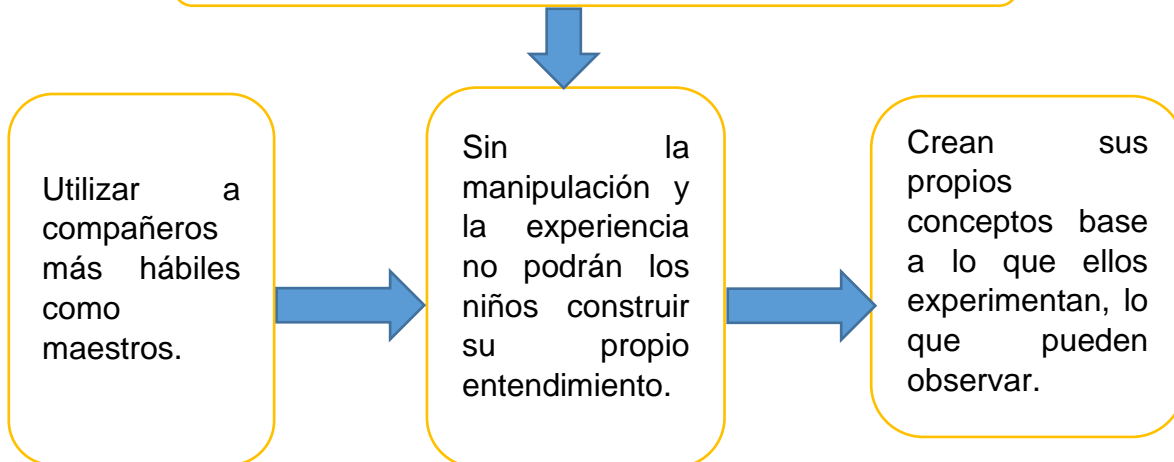 Utilizar a
compañeros
más hábiles
como
maestros.
Sin la
manipulación y
la experiencia
no podrán los
niños construir
su propio
entendimiento.
Crean sus
propios
conceptos base
a lo que ellos
experimentan, lo
que pueden
observar.